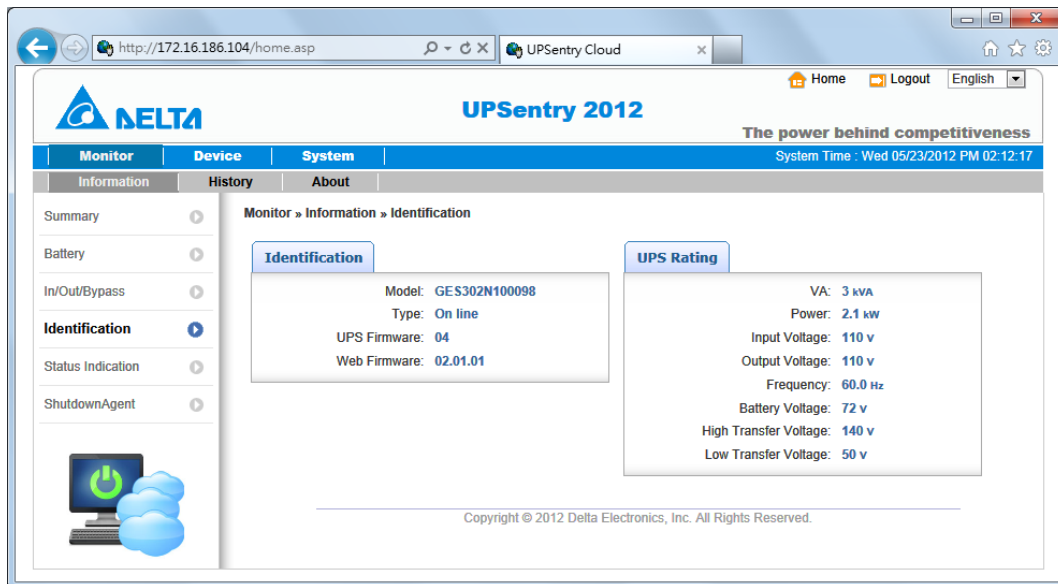 http://172.16.186.104/home.asp
UPSentry Cloud
Home Logout English
DELTA
UPSentry 2012
The power behind competitiveness
Monitor Device System System Time : Wed 05/23/2012 PM 02:12:17
Information History About
Summary
Battery
In/Out/Bypass
Identification
Status Indication
ShutdownAgent
Monitor » Information » Identification
Identification
Model: GES302N100098
Type: On line
UPS Firmware: 04
Web Firmware: 02.01.01
UPS Rating
VA: 3 kVA
Power: 2.1 kW
Input Voltage: 110 V
Output Voltage: 110 V
Frequency: 60.0 Hz
Battery Voltage: 72 V
High Transfer Voltage: 140 V
Low Transfer Voltage: 50 V
Copyright © 2012 Delta Electronics, Inc. All Rights Reserved.